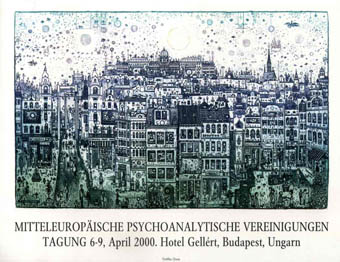 MITTELEUROPÄISCHE PSYCHOANALYTISCHE VEREINIGUNGEN
TAGUNG 6-9, April 2000. Hotel Gellért, Budapest, Ungarn